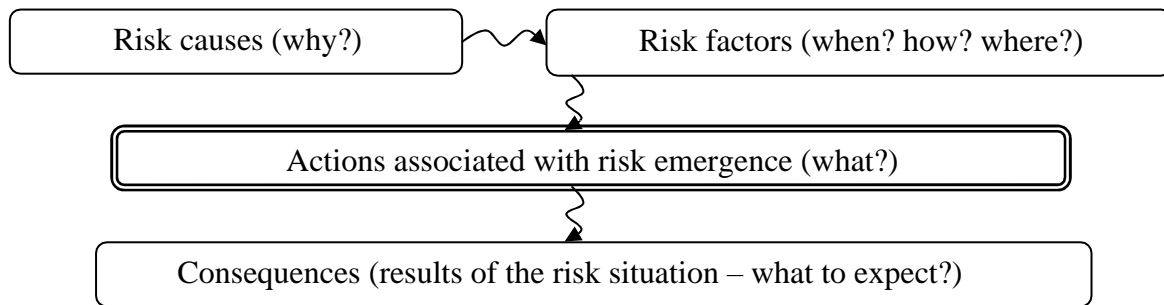 Risk causes (why?)
Risk factors (when? how? where?)
Actions associated with risk emergence (what?)
Consequences (results of the risk situation – what to expect?)